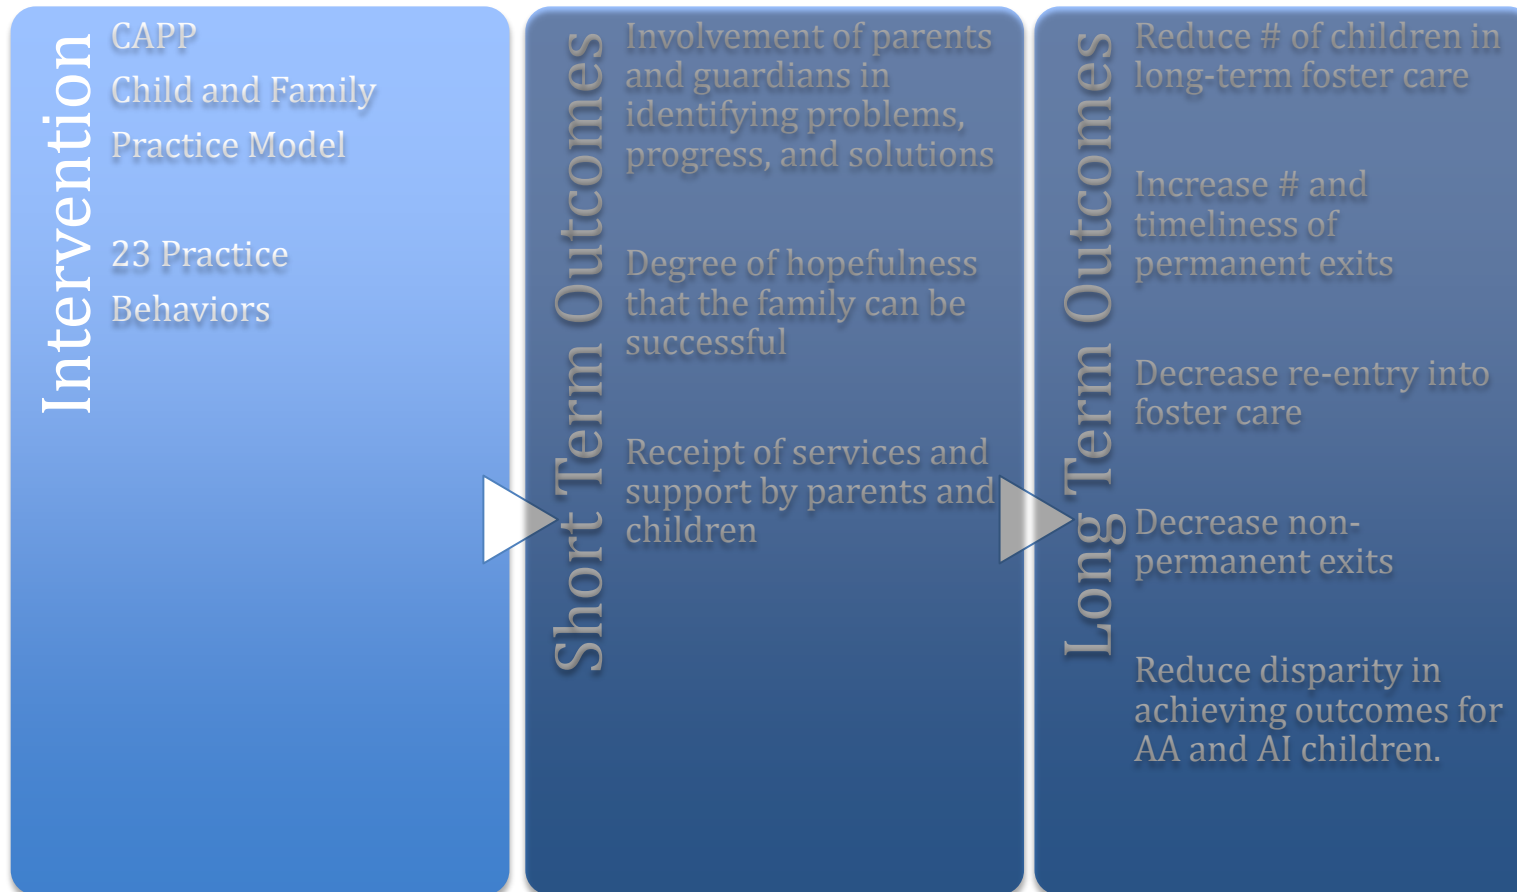 Intervention
CAPP
Child and Family
Practice Model
23 Practice
Behaviors
Short Term Outcomes
Involvement of parents
and guardians in
identifying problems,
progress, and solutions
Degree of hopefulness
that the family can be
successful
Receipt of services and
support by parents and
children
Long Term Outcomes
Reduce # of children in
long-term foster care
Increase # and
timeliness of
permanent exits
Decrease re-entry into
foster care
Decrease non-
permanent exits
Reduce disparity in
achieving outcomes for
AA and AI children.